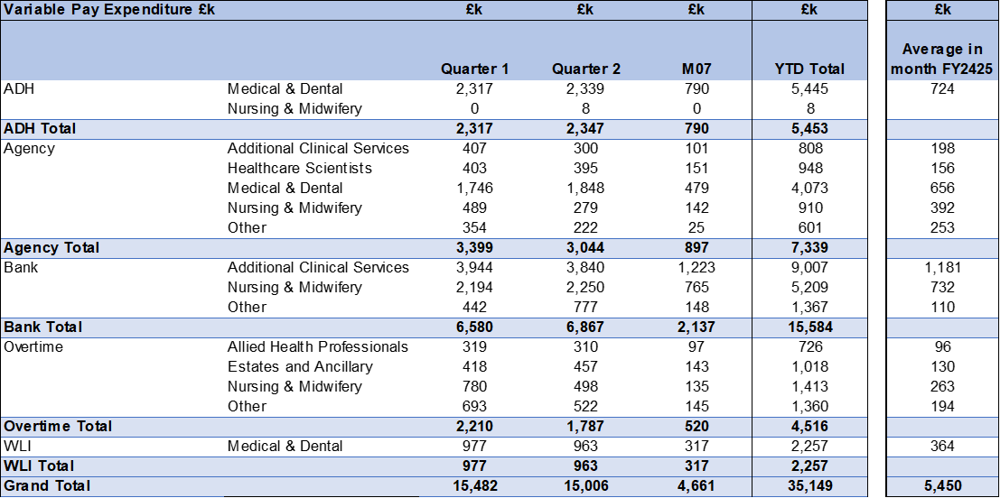 Variable Pay Expenditure £k £k £k £k £k £k
Average in
Quarter 1 Quarter 2 M07 YTD Total month FY2425
ADH Medical & Dental 2,317 2,339 790 5,445 724
Nursing & Midwifery 0 8 0 8
ADH Total 2,317 2,347 790 5,453
Agency Additional Clinical Services 407 300 101 808 198
Healthcare Scientists 403 395 151 948 156
Medical & Dental 1,746 1,848 479 4,073 656
Nursing & Midwifery 489 279 142 910 392
Other 354 222 25 601 253
Agency Total 3,399 3,044 897 7,339
Bank Additional Clinical Services 3,944 3,840 1,223 9,007 1,181
Nursing & Midwifery 2,194 2,250 765 5,209 732
Other 442 777 148 1,367 110
Bank Total 6,580 6,867 2,137 15,584
Overtime Allied Health Professionals 319 310 97 726 96
Estates and Ancillary 418 457 143 1,018 130
Nursing & Midwifery 780 498 135 1,413 263
Other 693 522 145 1,360 194
Overtime Total 2,210 1,787 520 4,516
WLI Medical & Dental 977 963 317 2,257 364
WLI Total 977 963 317 2,257
Grand Total 15,482 15,006 4,661 35,149 5,450